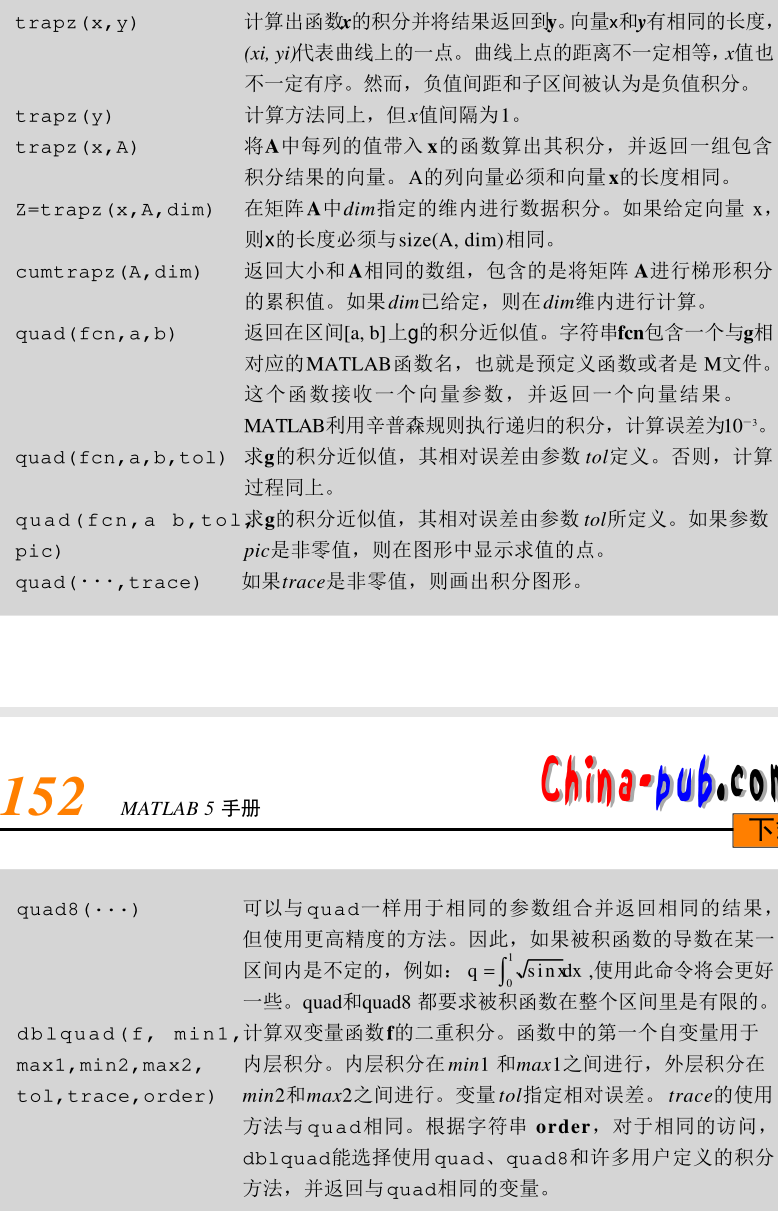 trapz(x,y) 计算出函数x的积分并将结果返回到y。向量x和y有相同的长度，
(xi, yi)代表曲线上的一点。曲线上点的距离不一定相等，x值也
不一定有序。然而，负值间距和子区间被认为是负值积分。
trapz(y) 计算方法同上，但x值间隔为1。
trapz(x,A) 将A中每列的值带入x的函数算出其积分，并返回一组包含
积分结果的向量。A的列向量必须和向量x的长度相同。
Z=trapz(x,A,dim) 在矩阵A中dim指定的维内进行数据积分。如果给定向量 x，
则x的长度必须与size(A, dim)相同。
cumtrapz(A,dim) 返回大小和A相同的数组，包含的是将矩阵 A进行梯形积分
的累积值。如果dim已给定，则在dim维内进行计算。
quad(fcn,a,b) 返回在区间[a, b]上g的积分近似值。字符串fcn包含一个与g相
对应的MATLAB函数名，也就是预定义函数或者是 M文件。
这个函数接收一个向量参数，并返回一个向量结果。
MATLAB利用辛普森规则执行递归的积分，计算误差为10⁻³。
quad(fcn,a,b,tol) 求g的积分近似值，其相对误差由参数 tol定义。否则，计算
过程同上。
quad(fcn,a b,tol, 求g的积分近似值，其相对误差由参数 tol所定义。如果参数
pic) pic是非零值，则在图形中显示求值的点。
quad(···,trace) 如果trace是非零值，则画出积分图形。
152 MATLAB 5 手册 China-pub.com
下载
quad8(···) 可以与quad一样用于相同的参数组合并返回相同的结果，
但使用更高精度的方法。因此，如果被积函数的导数在某一
区间内是不定的，例如： q = ∫₀¹ √sinx dx ,使用此命令将会更好
一些。quad和quad8 都要求被积函数在整个区间里是有限的。
dblquad(f, min1, 计算双变量函数f的二重积分。函数中的第一个自变量用于
max1,min2,max2, 内层积分。内层积分在min1 和max1之间进行，外层积分在
tol,trace,order) min2和max2之间进行。变量tol指定相对误差。trace的使用
方法与quad相同。根据字符串 order，对于相同的访问，
dblquad能选择使用quad、quad8和许多用户定义的积分
方法，并返回与quad相同的变量。